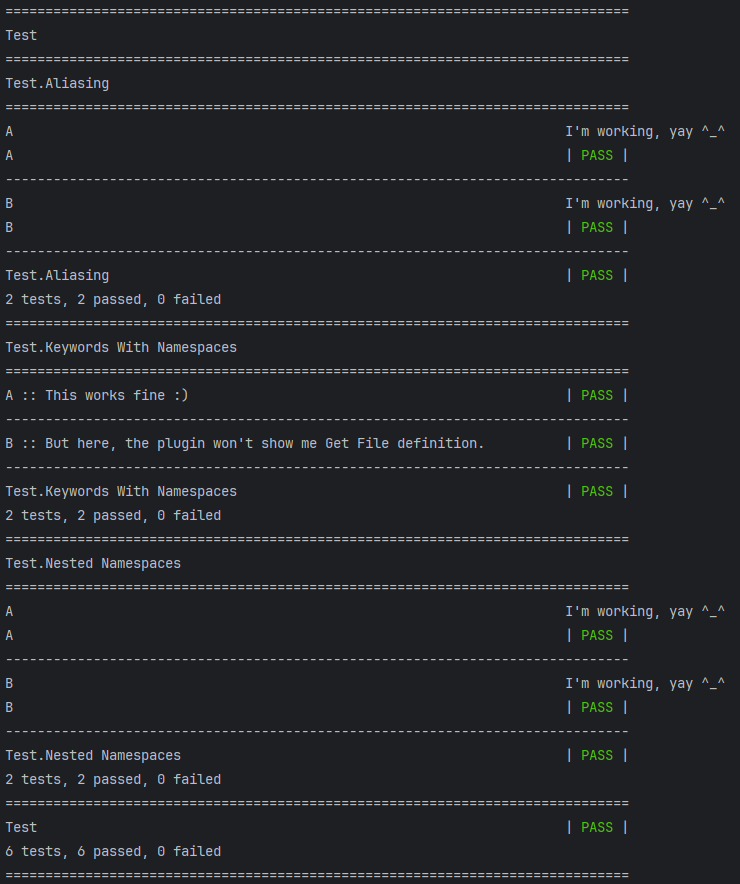 ==============================================================================
Test
==============================================================================
Test.Aliasing
==============================================================================
A                                                                     I'm working, yay ^_^
A                                                                     | PASS |
------------------------------------------------------------------------------
B                                                                     I'm working, yay ^_^
B                                                                     | PASS |
------------------------------------------------------------------------------
Test.Aliasing                                                         | PASS |
2 tests, 2 passed, 0 failed
==============================================================================
Test.Keywords With Namespaces
==============================================================================
A :: This works fine :)                                               | PASS |
------------------------------------------------------------------------------
B :: But here, the plugin won't show me Get File definition.          | PASS |
------------------------------------------------------------------------------
Test.Keywords With Namespaces                                         | PASS |
2 tests, 2 passed, 0 failed
==============================================================================
Test.Nested Namespaces
==============================================================================
A                                                                     I'm working, yay ^_^
A                                                                     | PASS |
------------------------------------------------------------------------------
B                                                                     I'm working, yay ^_^
B                                                                     | PASS |
------------------------------------------------------------------------------
Test.Nested Namespaces                                                | PASS |
2 tests, 2 passed, 0 failed
==============================================================================
Test                                                                  | PASS |
6 tests, 6 passed, 0 failed
==============================================================================